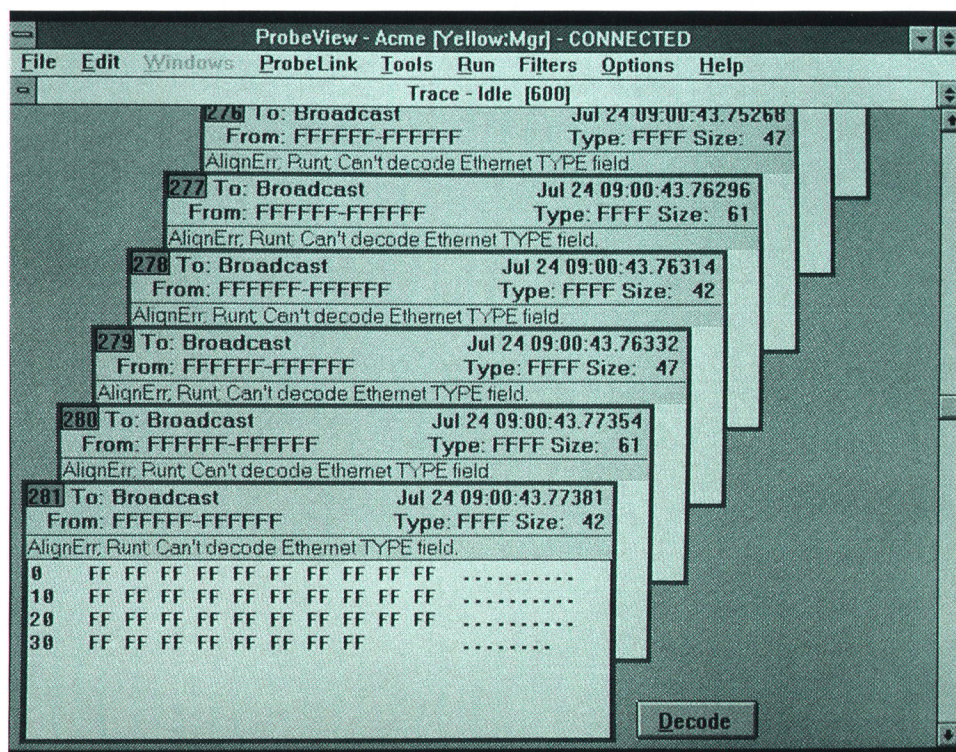 ProbeView - Acme [Yellow:Mgr] - CONNECTED
File Edit Windows ProbeLink Tools Run Filters Options Help
Trace - Idle [600]
276 To: Broadcast Jul 24 09:00:43.75268
From: FFFFFF-FFFFFF Type: FFFF Size: 47
AlignErr; Runt; Can't decode Ethernet TYPE field.
277 To: Broadcast Jul 24 09:00:43.76296
From: FFFFFF-FFFFFF Type: FFFF Size: 61
AlignErr; Runt; Can't decode Ethernet TYPE field.
278 To: Broadcast Jul 24 09:00:43.76314
From: FFFFFF-FFFFFF Type: FFFF Size: 42
AlignErr; Runt; Can't decode Ethernet TYPE field.
279 To: Broadcast Jul 24 09:00:43.76332
From: FFFFFF-FFFFFF Type: FFFF Size: 47
AlignErr; Runt; Can't decode Ethernet TYPE field.
280 To: Broadcast Jul 24 09:00:43.77354
From: FFFFFF-FFFFFF Type: FFFF Size: 61
AlignErr; Runt; Can't decode Ethernet TYPE field.
281 To: Broadcast Jul 24 09:00:43.77381
From: FFFFFF-FFFFFF Type: FFFF Size: 42
AlignErr; Runt; Can't decode Ethernet TYPE field.
0 FF FF FF FF FF FF FF FF FF FF ..........
10 FF FF FF FF FF FF FF FF FF FF ..........
20 FF FF FF FF FF FF FF FF FF FF ..........
30 FF FF FF FF FF FF FF FF ........
Decode